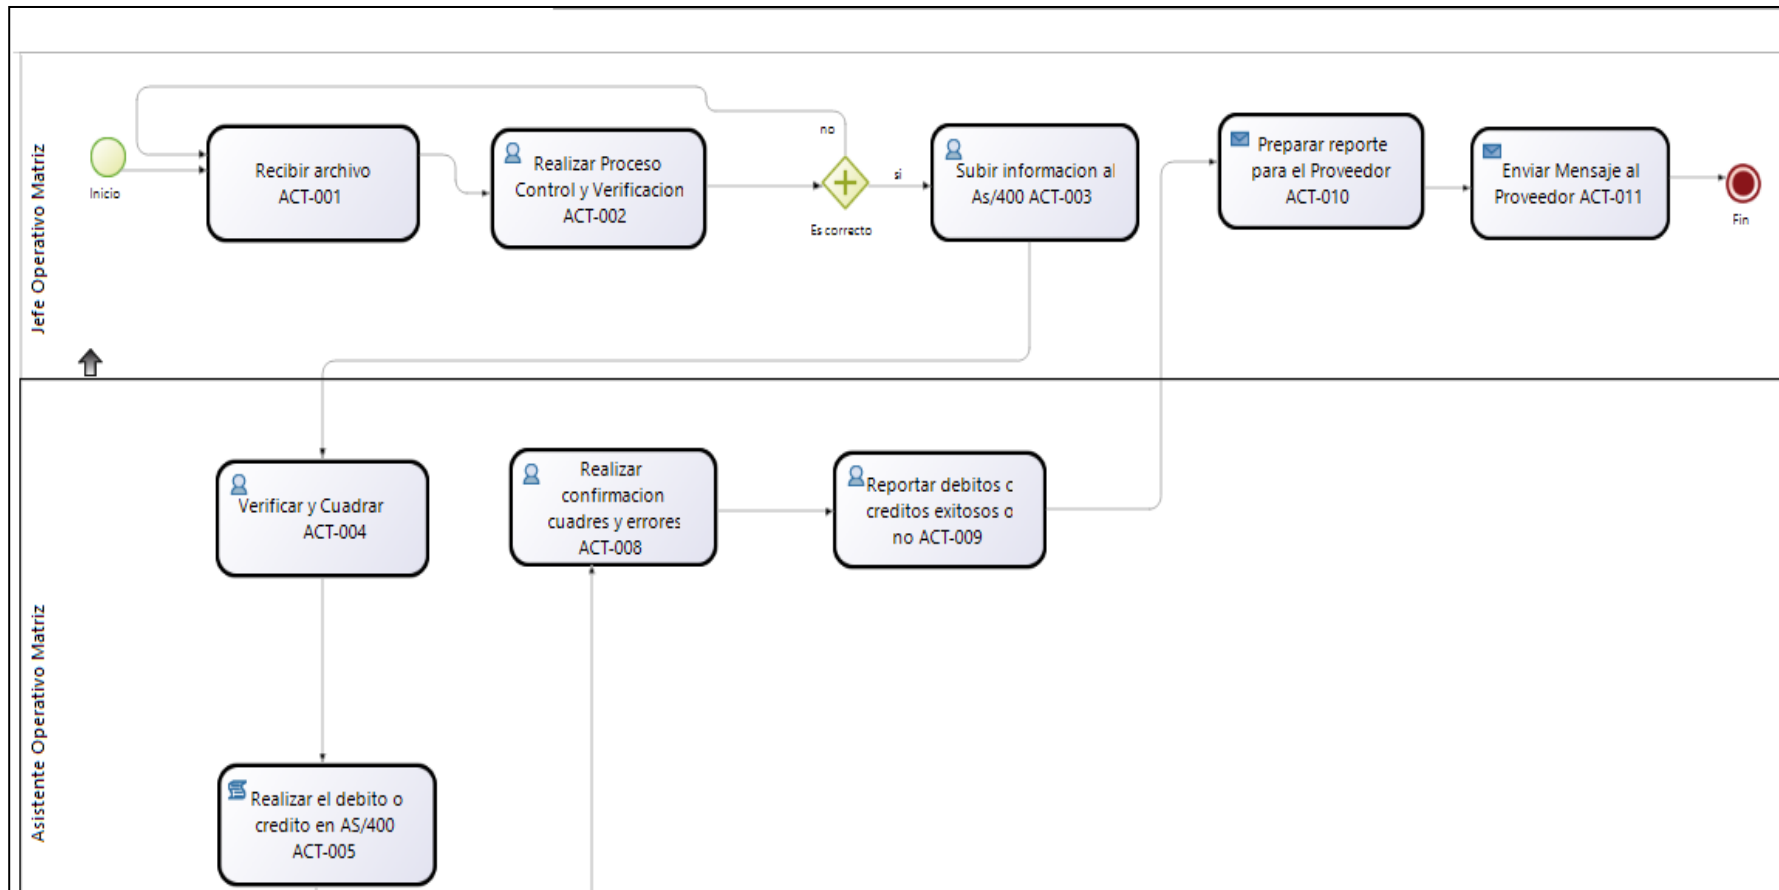 Jefe Operativo Matriz
Inicio
Recibir archivo
ACT-001
Realizar Proceso
Control y Verificacion
ACT-002
no
Es correcto
si
Subir informacion al
As/400 ACT-003
Preparar reporte
para el Proveedor
ACT-010
Enviar Mensaje al
Proveedor ACT-011
Fin
Asistente Operativo Matriz
Verificar y Cuadrar
ACT-004
Realizar
confirmacion
cuadres y errores
ACT-008
Reportar debitos c
creditos exitosos o
no ACT-009
Realizar el debito o
credito en AS/400
ACT-005